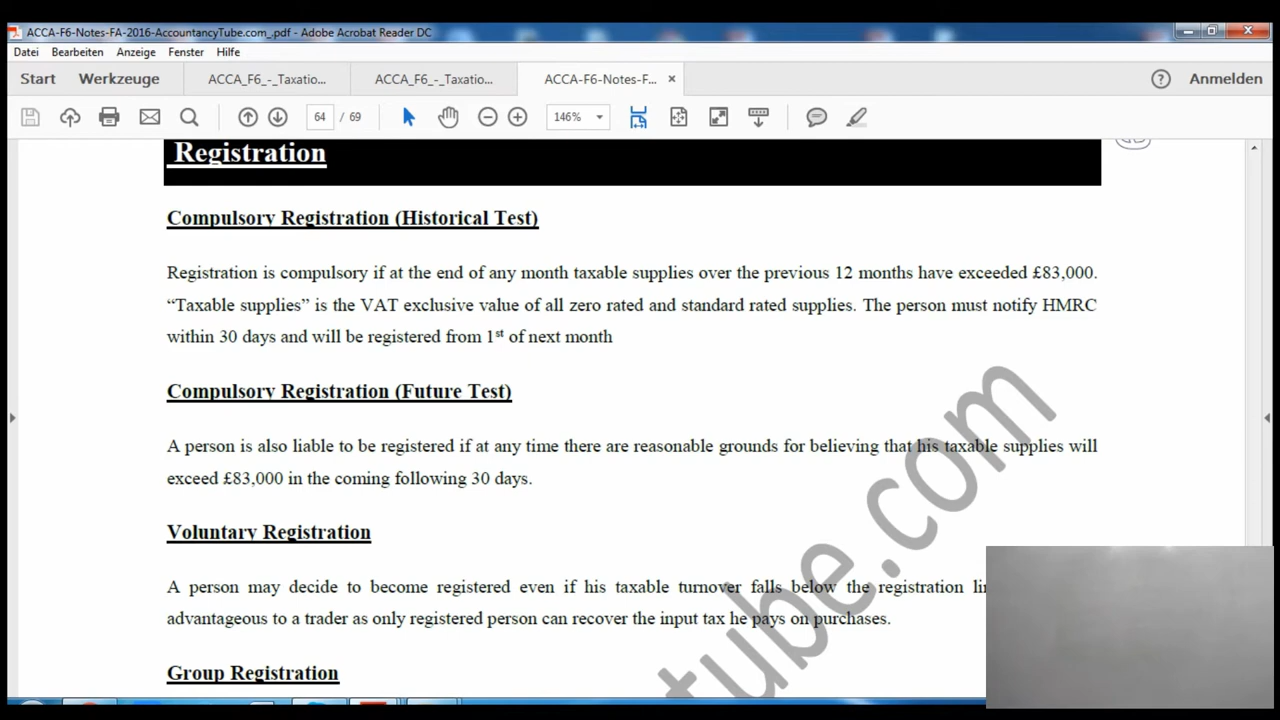 ACCA-F6-Notes-FA-2016-AccountancyTube.com_.pdf - Adobe Acrobat Reader DC
Datei Bearbeiten Anzeige Fenster Hilfe
Start Werkzeuge ACCA_F6_-_Taxatio... ACCA_F6_-_Taxatio... ACCA-F6-Notes-F... × ? Anmelden
64 / 69 146%
Registration
Compulsory Registration (Historical Test)
Registration is compulsory if at the end of any month taxable supplies over the previous 12 months have exceeded £83,000.
“Taxable supplies” is the VAT exclusive value of all zero rated and standard rated supplies. The person must notify HMRC
within 30 days and will be registered from 1st of next month
Compulsory Registration (Future Test)
A person is also liable to be registered if at any time there are reasonable grounds for believing that his taxable supplies will
exceed £83,000 in the coming following 30 days.
Voluntary Registration
A person may decide to become registered even if his taxable turnover falls below the registration
advantageous to a trader as only registered person can recover the input tax he pays on purchases.
Group Registration
tube.com